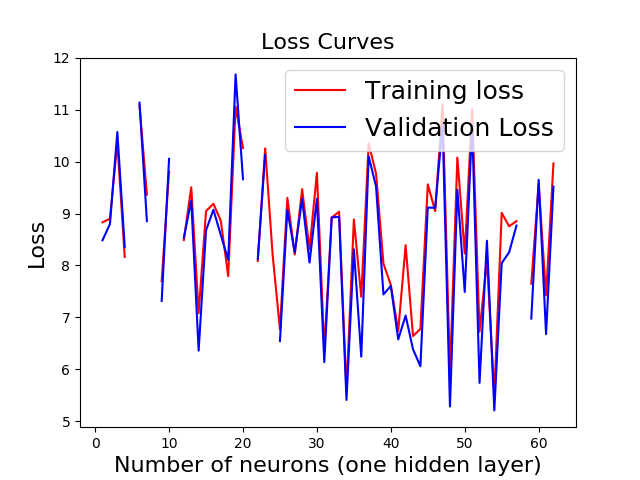 Loss Curves
Training loss
Validation Loss
Loss
12
11
10
9
8
7
6
5
0 10 20 30 40 50 60
Number of neurons (one hidden layer)